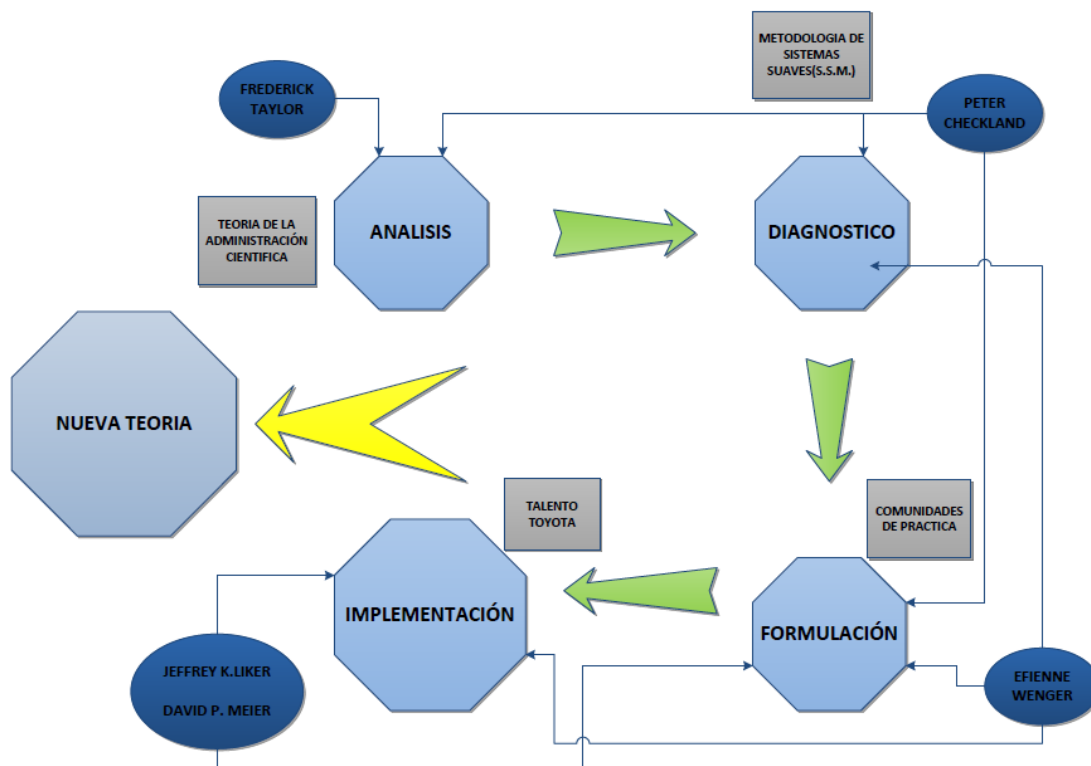 METODOLOGIA DE
SISTEMAS
SUAVES(S.S.M.)
FREDERICK
TAYLOR
PETER
CHECKLAND
TEORIA DE LA
ADMINISTRACIÓN
CIENTIFICA
ANALISIS
DIAGNOSTICO
NUEVA TEORIA
TALENTO
TOYOTA
COMUNIDADES
DE PRACTICA
IMPLEMENTACIÓN
FORMULACIÓN
JEFFREY K.LIKER
DAVID P. MEIER
EFIENNE
WENGER